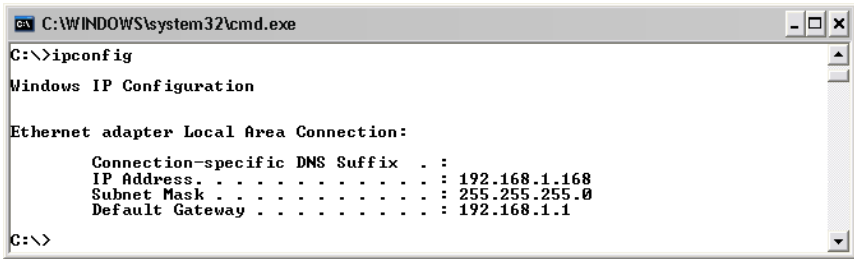 C:\WINDOWS\system32\cmd.exe
C:\>ipconfig
Windows IP Configuration
Ethernet adapter Local Area Connection:
Connection-specific DNS Suffix . :
IP Address. . . . . . . . . . . . : 192.168.1.168
Subnet Mask . . . . . . . . . . . : 255.255.255.0
Default Gateway . . . . . . . . . : 192.168.1.1
C:\>